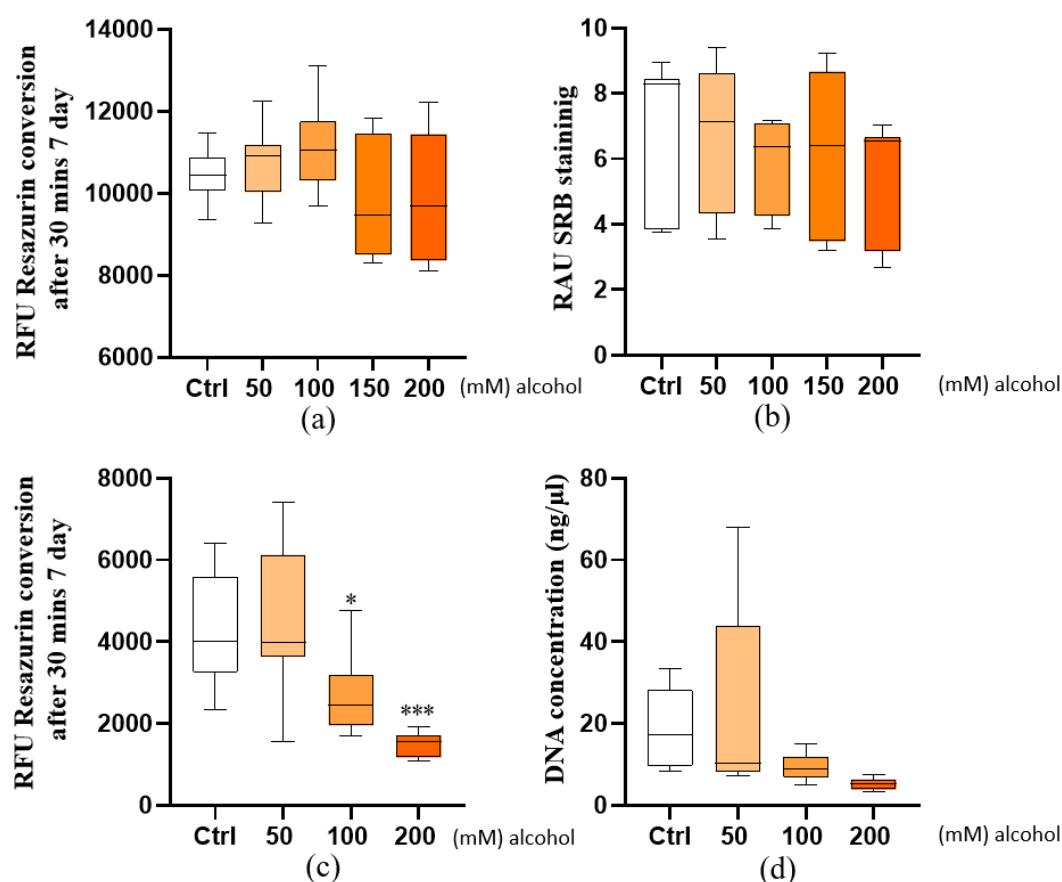 RFU Resazurin conversion
after 30 mins 7 day
14000
12000
10000
8000
6000
Ctrl 50 100 150 200 (mM) alcohol
(a)
RAU SRB staininig
10
8
6
4
2
0
Ctrl 50 100 150 200 (mM) alcohol
(b)
RFU Resazurin conversion
after 30 mins 7 day
8000
6000
4000
2000
0
*
***
Ctrl 50 100 200 (mM) alcohol
(c)
DNA concentration (ng/µl)
80
60
40
20
0
Ctrl 50 100 200 (mM) alcohol
(d)